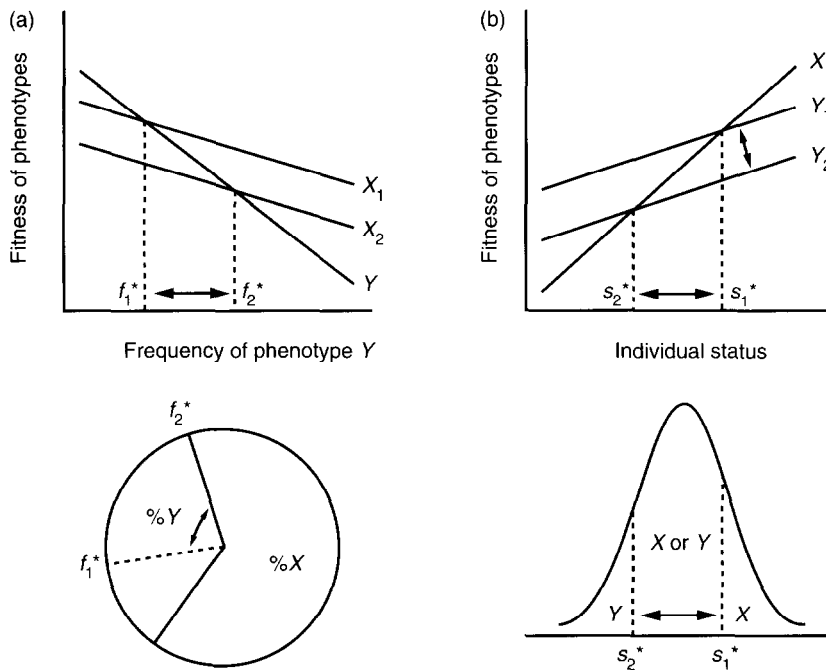 (a)
Fitness of phenotypes
X₁
X₂
Y
f₁*
f₂*
Frequency of phenotype Y
f₂*
%Y
f₁*
%X
(b)
Fitness of phenotypes
X
Y₂
s₂*
s₁*
Individual status
X or Y
Y
X
s₂*
s₁*